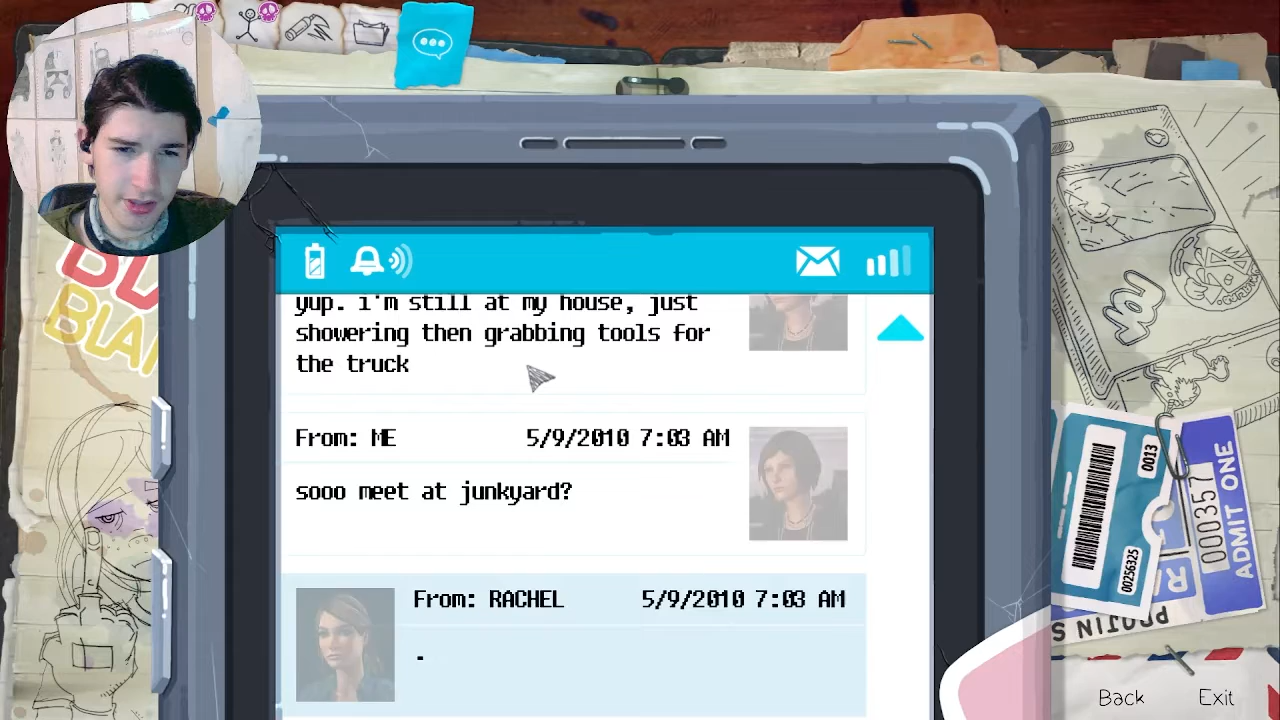 yup. i'm still at my house, just
showering then grabbing tools for
the truck
From: ME 5/9/2010 7:03 AM
sooo meet at junkyard?
From: RACHEL 5/9/2010 7:03 AM
.
0013
00256325
000357
ADMIT ONE
Back
Exit